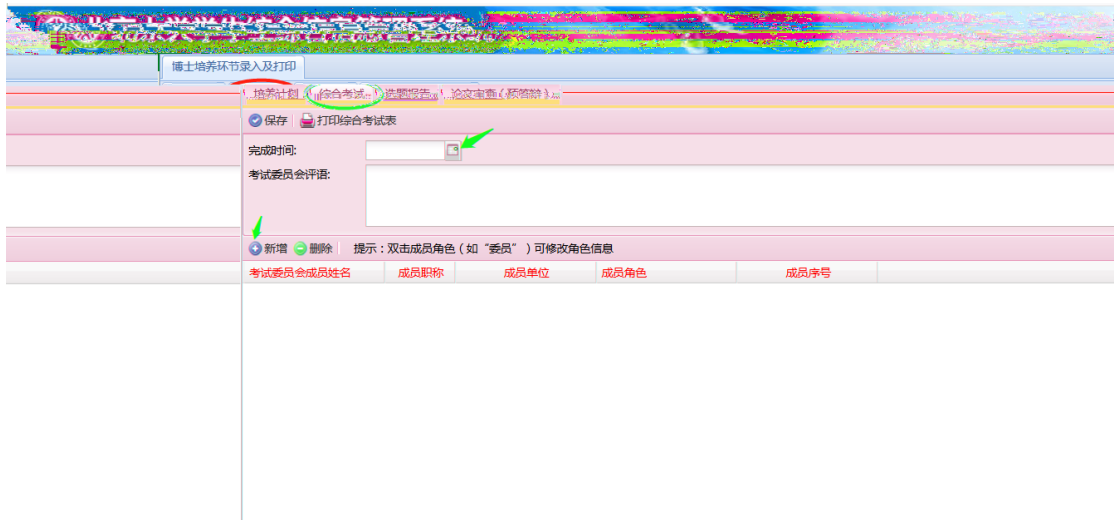 博士培养环节录入及打印
培养计划 综合考试 选题报告 论文审查(预答辩)
保存 打印综合考试表
完成时间:
考试委员会评语:
新增 删除 提示:双击成员角色(如“委员”)可修改角色信息
考试委员会成员姓名 成员职称 成员单位 成员角色 成员序号